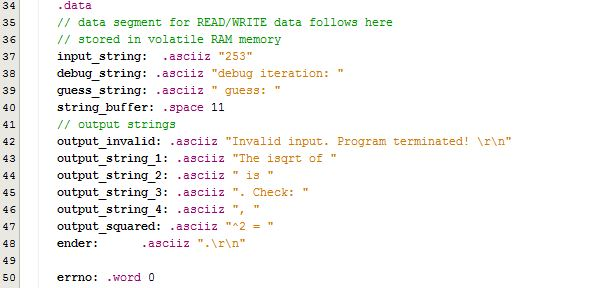 34 .data
35 // data segment for READ/WRITE data follows here
36 // stored in volatile RAM memory
37 input_string:  .asciiz "253"
38 debug_string: .asciiz "debug iteration: "
39 guess_string: .asciiz " guess: "
40 string_buffer: .space 11
41 // output strings
42 output_invalid: .asciiz "Invalid input. Program terminated! \r\n"
43 output_string_1: .asciiz "The isqrt of "
44 output_string_2: .asciiz " is "
45 output_string_3: .asciiz ". Check: "
46 output_string_4: .asciiz ", "
47 output_squared: .asciiz "^2 = "
48 ender:      .asciiz ".\r\n"
49
50 errno: .word 0